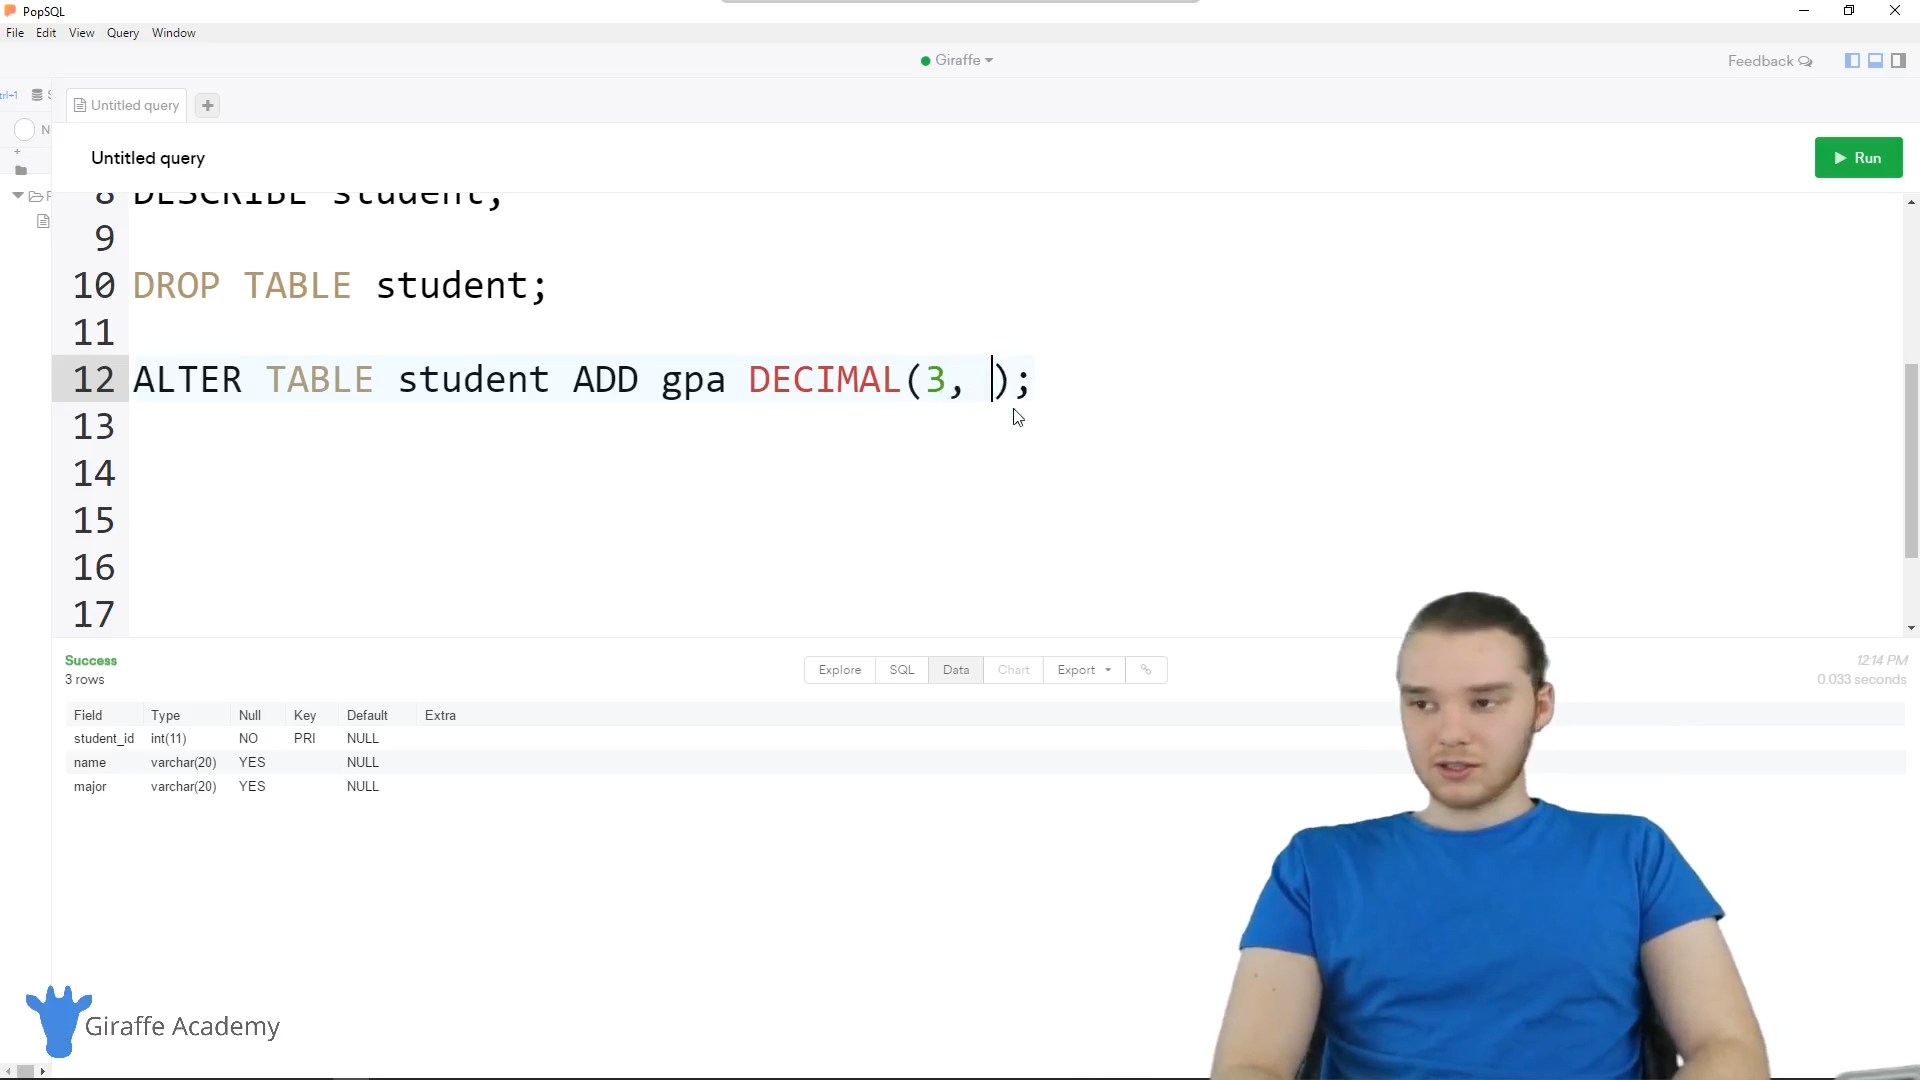 PopSQL
File Edit View Query Window
Giraffe
Feedback
Untitled query
Untitled query
Run
8 DESCRIBE student;
9
10 DROP TABLE student;
11
12 ALTER TABLE student ADD gpa DECIMAL(3, );
13
14
15
16
17
Success
3 rows
Explore SQL Data Chart Export
12:14 PM
0.033 seconds
Field Type Null Key Default Extra
student_id int(11) NO PRI NULL
name varchar(20) YES NULL
major varchar(20) YES NULL
Giraffe Academy